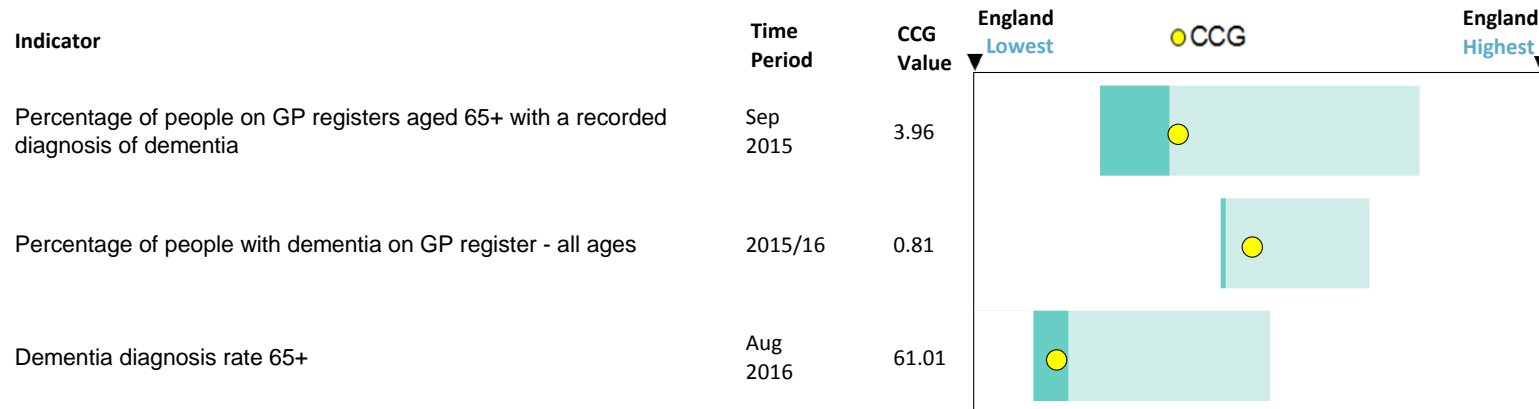 Indicator
Time Period
CCG Value
England Lowest
CCG
England Highest
Percentage of people on GP registers aged 65+ with a recorded
diagnosis of dementia
Sep
2015
3.96
Percentage of people with dementia on GP register - all ages
2015/16
0.81
Dementia diagnosis rate 65+
Aug
2016
61.01